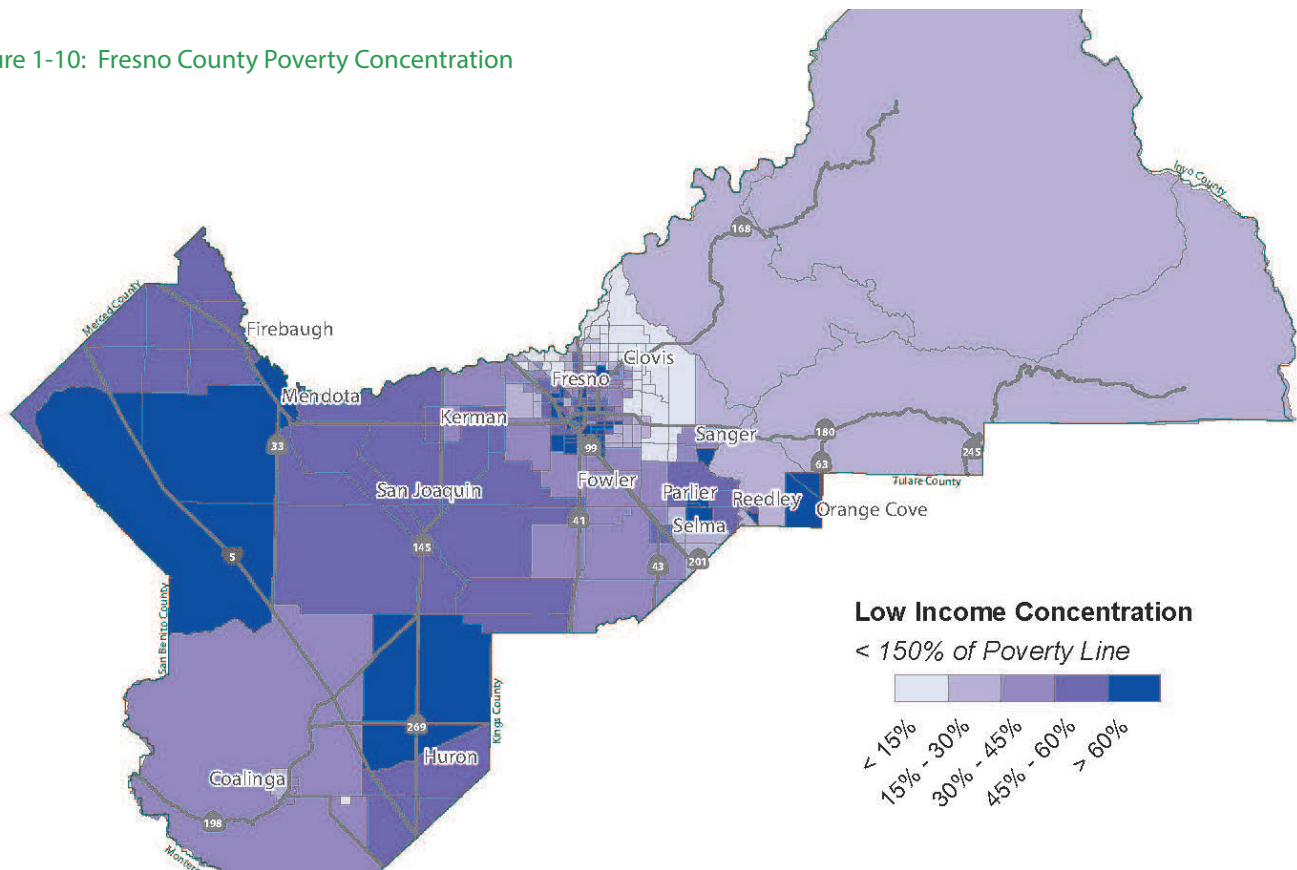 ure 1-10: Fresno County Poverty Concentration
Inyo County
168
Merced County
Firebaugh
Clovis
Fresno
Mendota
Kerman
33
99
Sanger
180
245
63
Tulare County
San Joaquin
Fowler
Parlier
Reedley
Orange Cove
Selma
41
145
5
43
201
San Benito County
Low Income Concentration
< 150% of Poverty Line
< 15%
15% - 30%
30% - 45%
45% - 60%
> 60%
269
Kings County
Huron
Coalinga
198
Monter